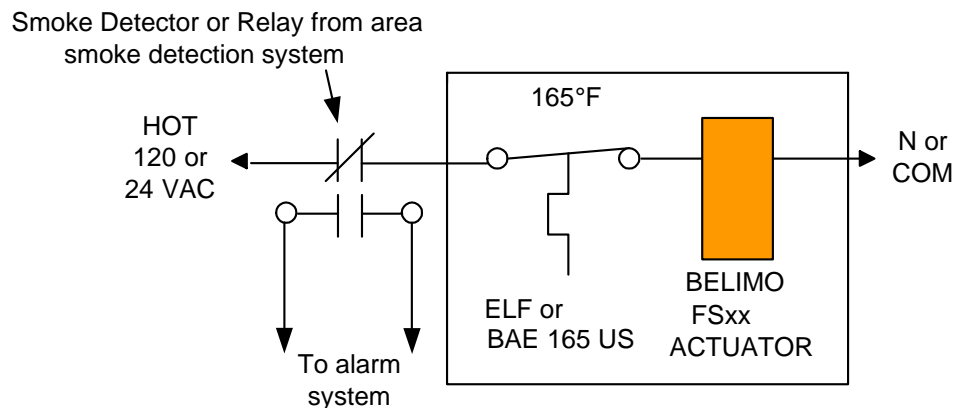 Smoke Detector or Relay from area
smoke detection system
HOT
120 or
24 VAC
165°F
N or
COM
ELF or
BAE 165 US
BELIMO
FSxx
ACTUATOR
To alarm
system